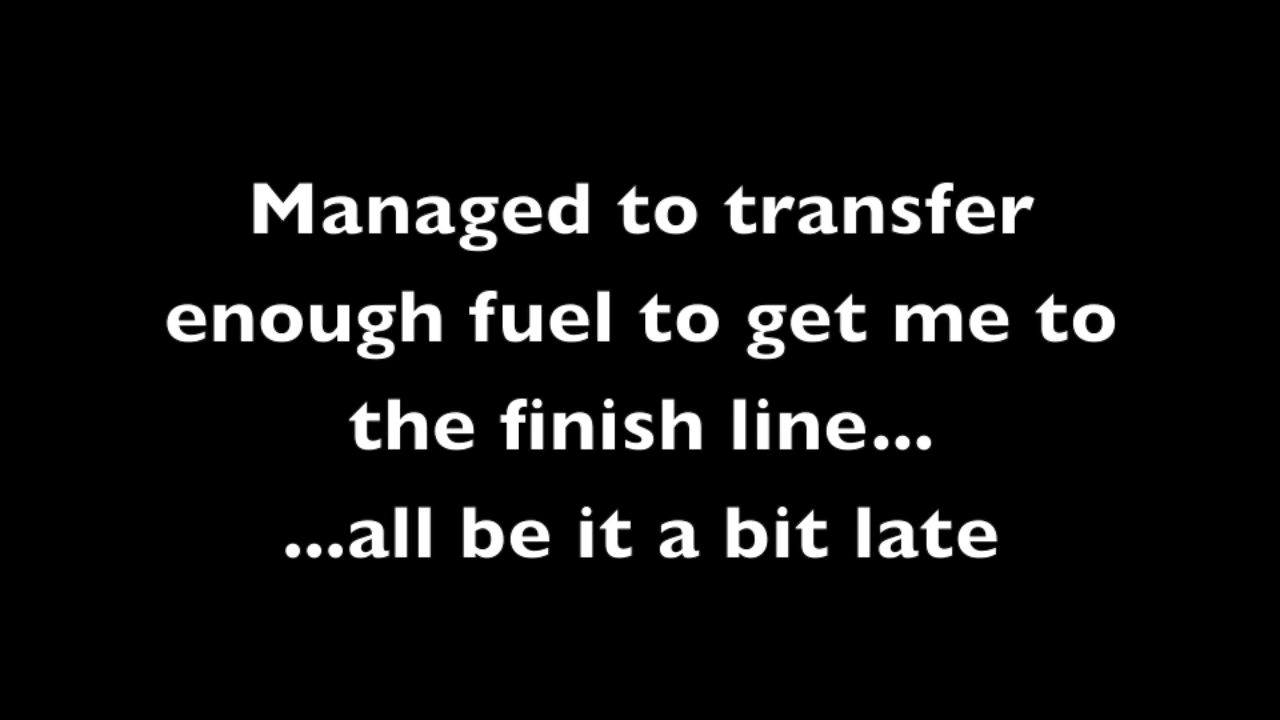 Managed to transfer
enough fuel to get me to
the finish line...
...all be it a bit late